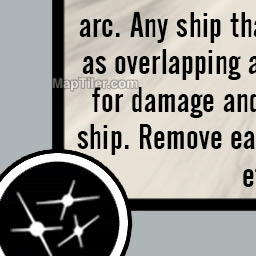 arc. Any ship tha
as overlapping a
MapTiler.com
for damage and
ship. Remove ea